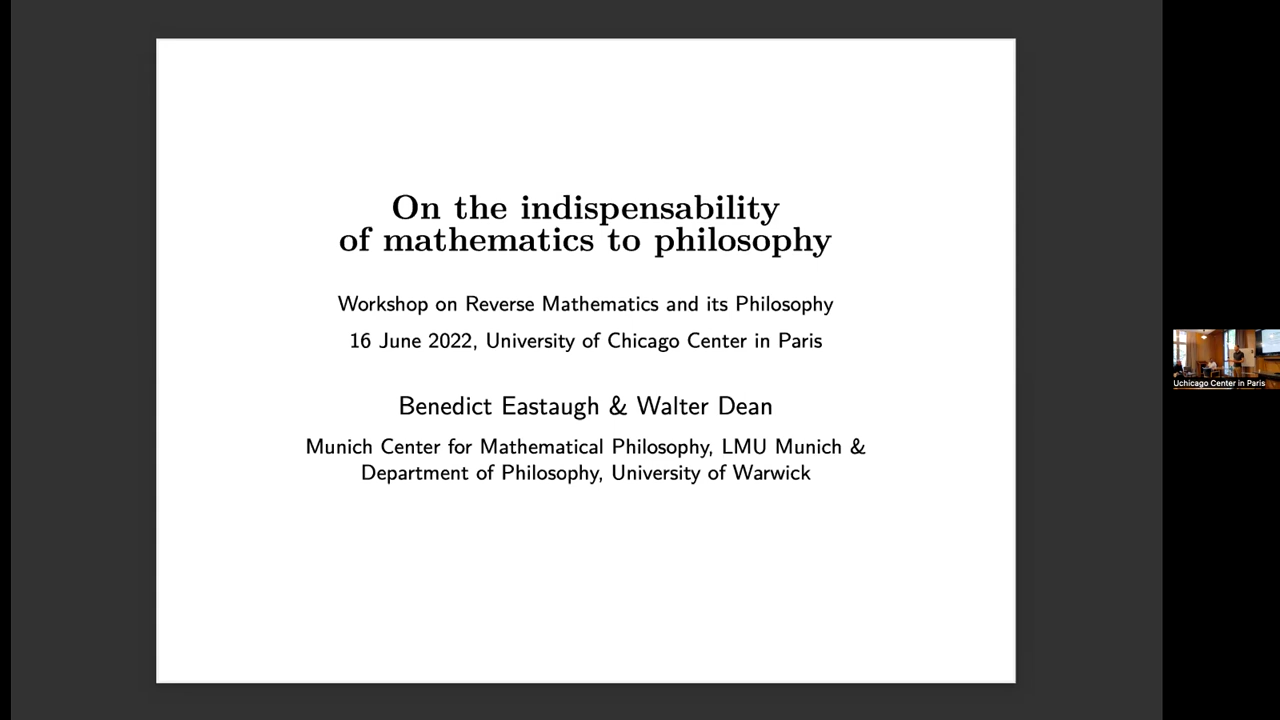 On the indispensability
of mathematics to philosophy
Workshop on Reverse Mathematics and its Philosophy
16 June 2022, University of Chicago Center in Paris
Benedict Eastaugh & Walter Dean
Munich Center for Mathematical Philosophy, LMU Munich &
Department of Philosophy, University of Warwick
Uchicago Center in Paris